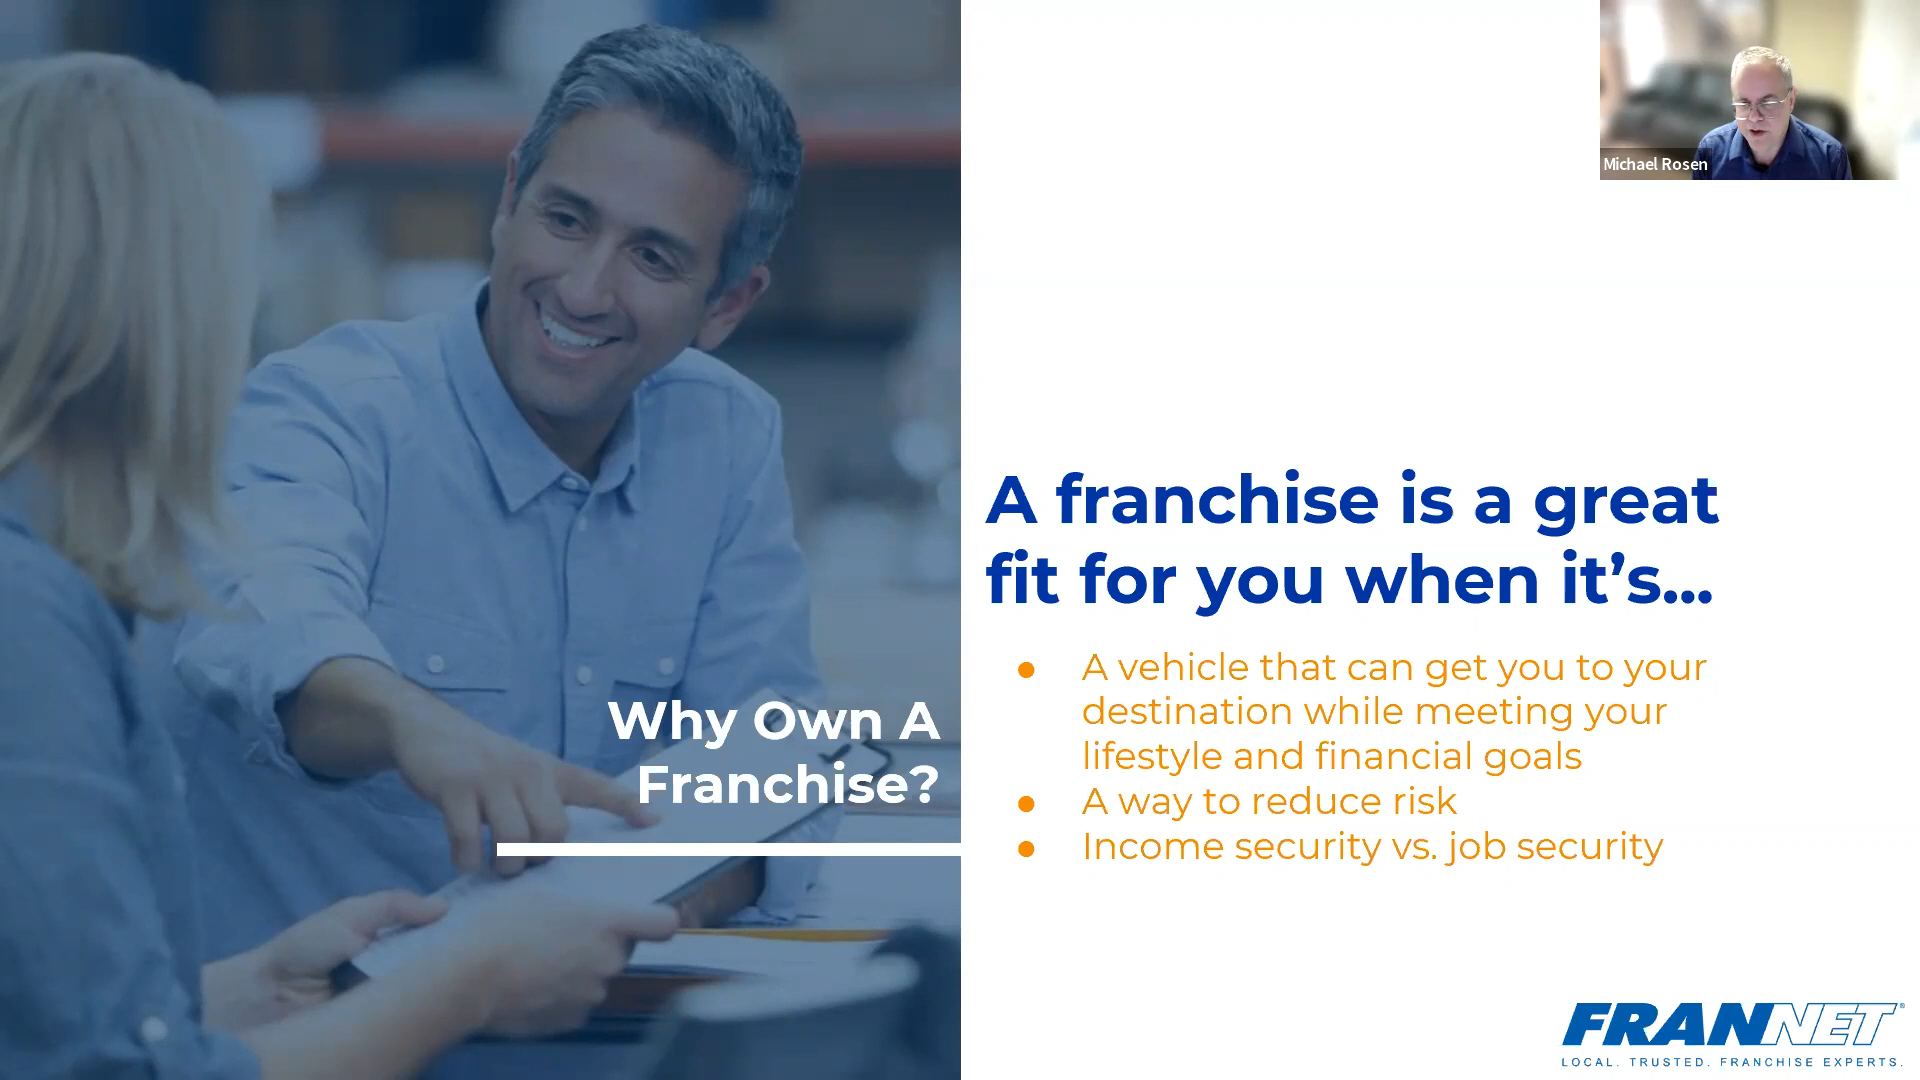 Michael Rosen
Why Own A
Franchise?
A franchise is a great
fit for you when it's...
● A vehicle that can get you to your
destination while meeting your
lifestyle and financial goals
● A way to reduce risk
● Income security vs. job security
FRANNET®
LOCAL. TRUSTED. FRANCHISE EXPERTS.